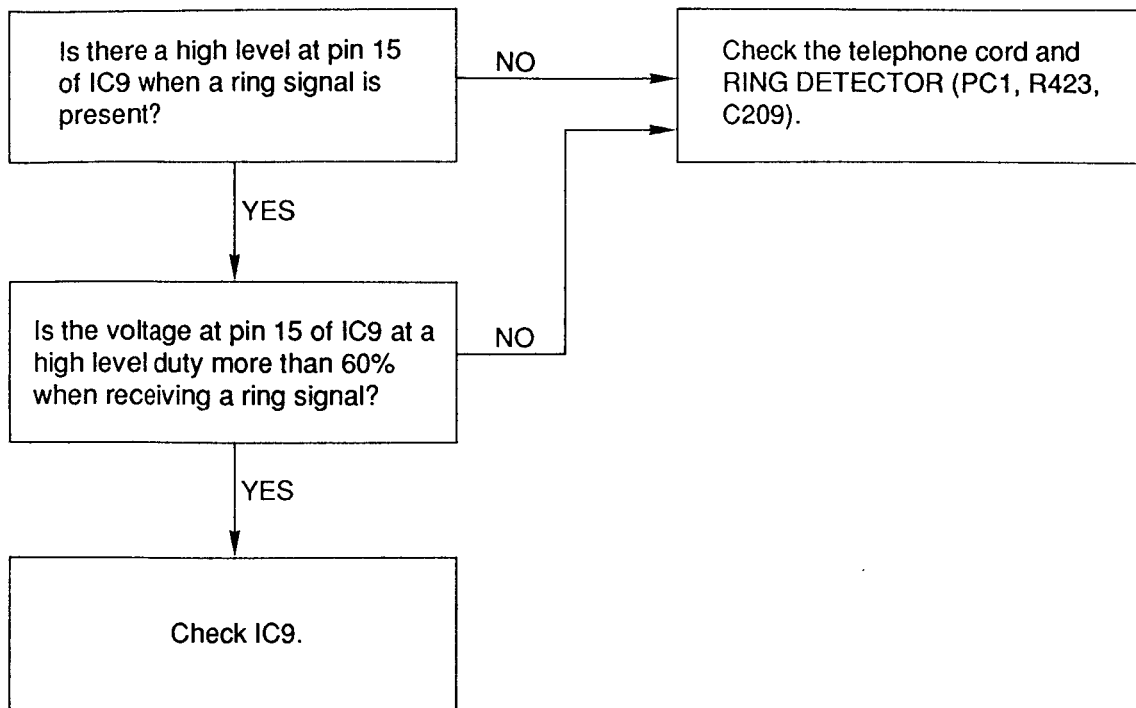 Is there a high level at pin 15
of IC9 when a ring signal is
present?
NO
Check the telephone cord and
RING DETECTOR (PC1, R423,
C209).
YES
Is the voltage at pin 15 of IC9 at a
high level duty more than 60%
when receiving a ring signal?
NO
YES
Check IC9.